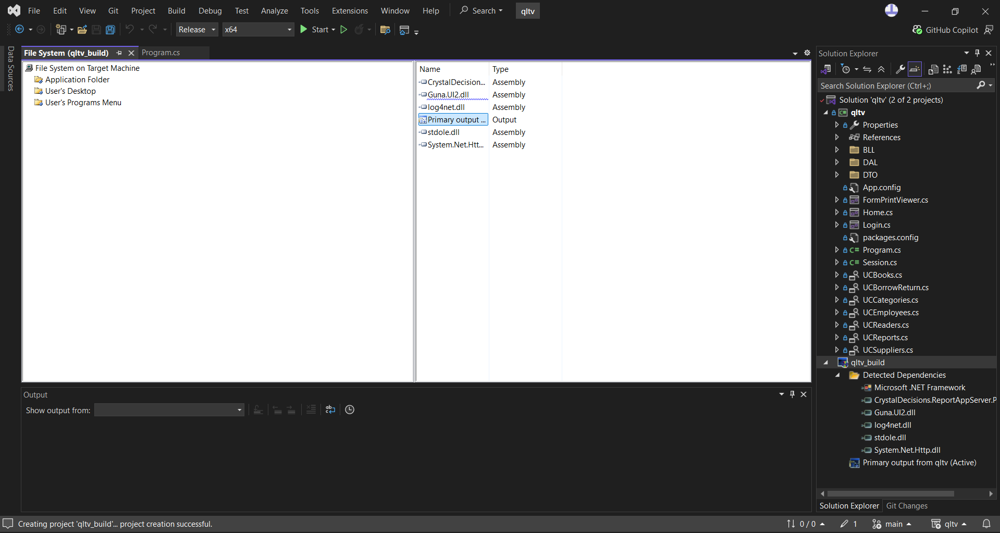 File Edit View Git Project Build Debug Test Analyze Tools Extensions Window Help Search qltv
Release x64 Start GitHub Copilot
Data Sources
File System (qltv_build) Program.cs
File System on Target Machine
Application Folder
User's Desktop
User's Programs Menu
Name Type
CrystalDecision... Assembly
Guna.UI2.dll Assembly
log4net.dll Assembly
Primary output ... Output
stdole.dll Assembly
System.Net.Htt... Assembly
Output
Show output from:
Solution Explorer
Search Solution Explorer (Ctrl+;)
Solution 'qltv' (2 of 2 projects)
qltv
Properties
References
BLL
DAL
DTO
App.config
FormPrintViewer.cs
Home.cs
Login.cs
packages.config
C# Program.cs
C# Session.cs
UCBooks.cs
UCBorrowReturn.cs
UCCategories.cs
UCEmployees.cs
UCReaders.cs
UCReports.cs
UCSuppliers.cs
qltv_build
Detected Dependencies
Microsoft .NET Framework
CrystalDecisions.ReportAppServer.P
Guna.UI2.dll
log4net.dll
stdole.dll
System.Net.Http.dll
Primary output from qltv (Active)
Solution Explorer Git Changes
Creating project 'qltv_build'... project creation successful. 0 / 0 1 main qltv